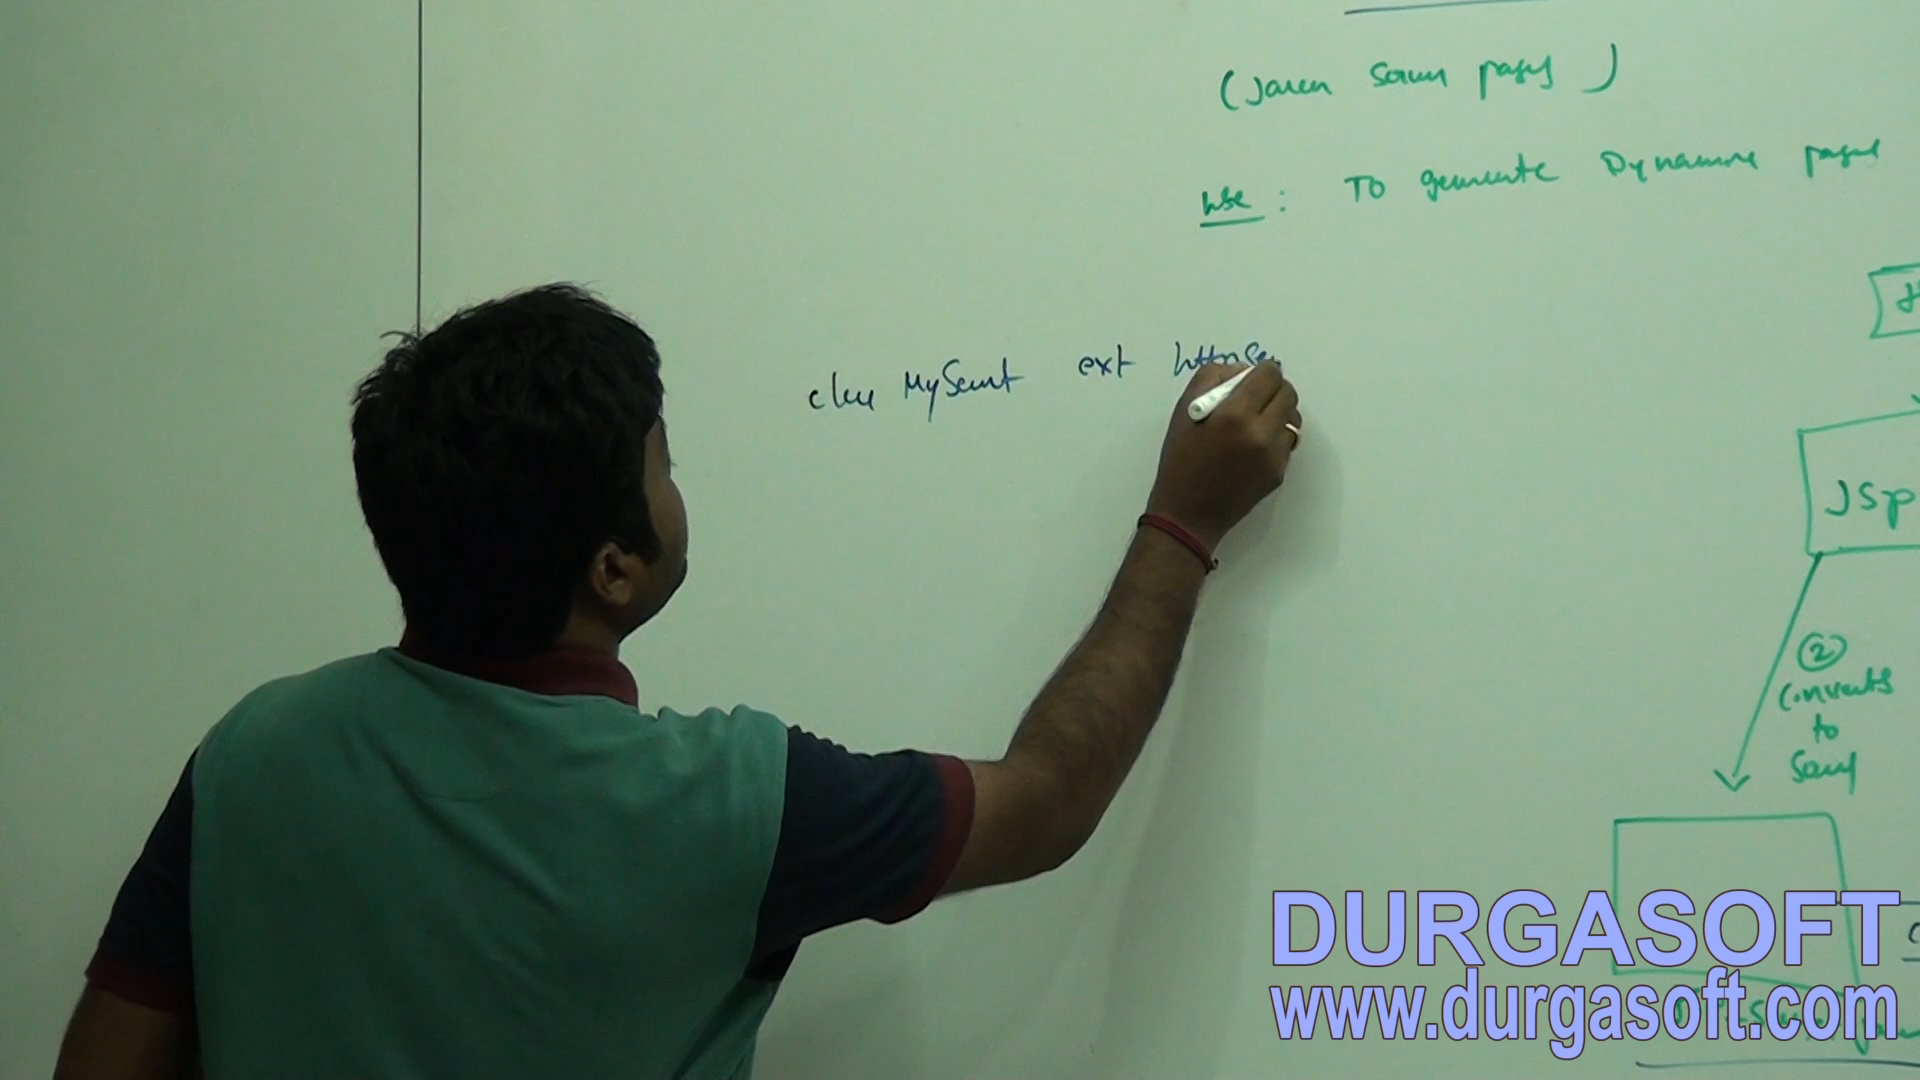 (Java Server pages)
Use : To generate Dynamic pages
class MyServlet ext HttpSer
JSP
②
Converts
to
Servlet
DURGASOFT
www.durgasoft.com